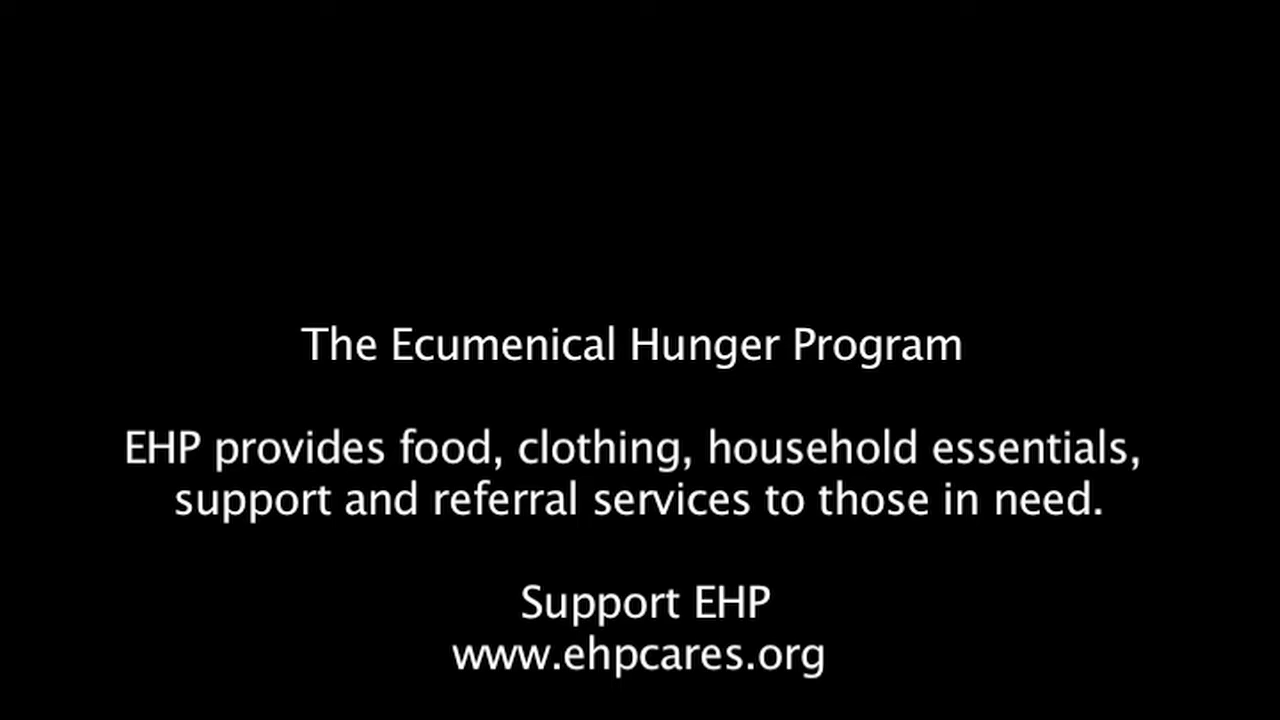 The Ecumenical Hunger Program
EHP provides food, clothing, household essentials,
support and referral services to those in need.
Support EHP
www.ehpcares.org